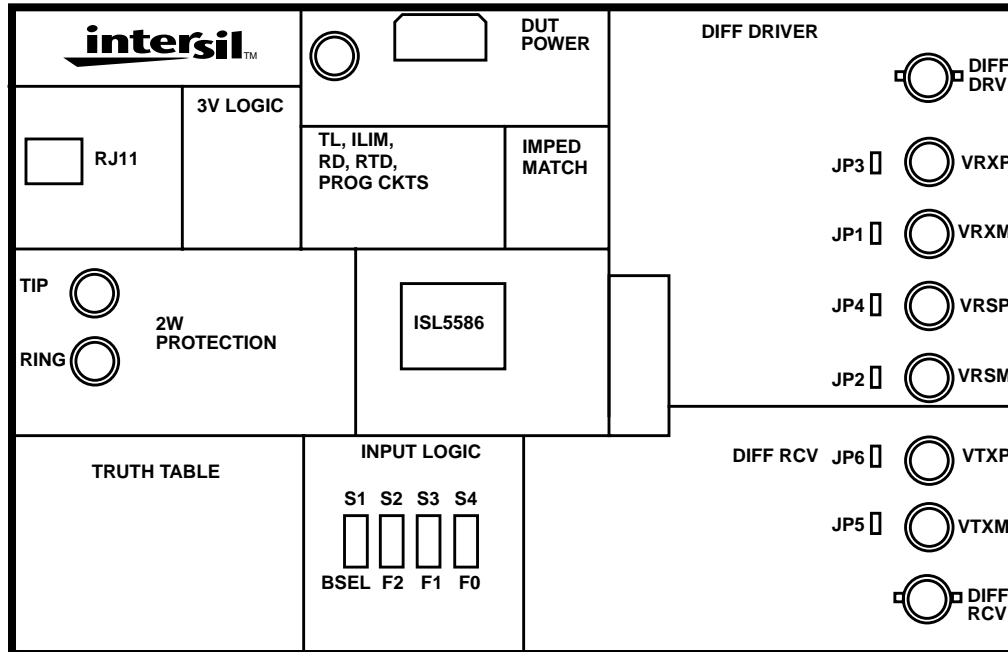 intersil TM
DUT
POWER
DIFF DRIVER
DIFF
DRV
3V LOGIC
RJ11
TL, ILIM,
RD, RTD,
PROG CKTS
IMPED
MATCH
JP3 VRXP
JP1 VRXM
TIP
JP4 VRSP
2W
PROTECTION
ISL5586
RING
JP2 VRSM
TRUTH TABLE
INPUT LOGIC
S1 S2 S3 S4
BSEL F2 F1 F0
DIFF RCV JP6 VTXP
JP5 VTXM
DIFF
RCV